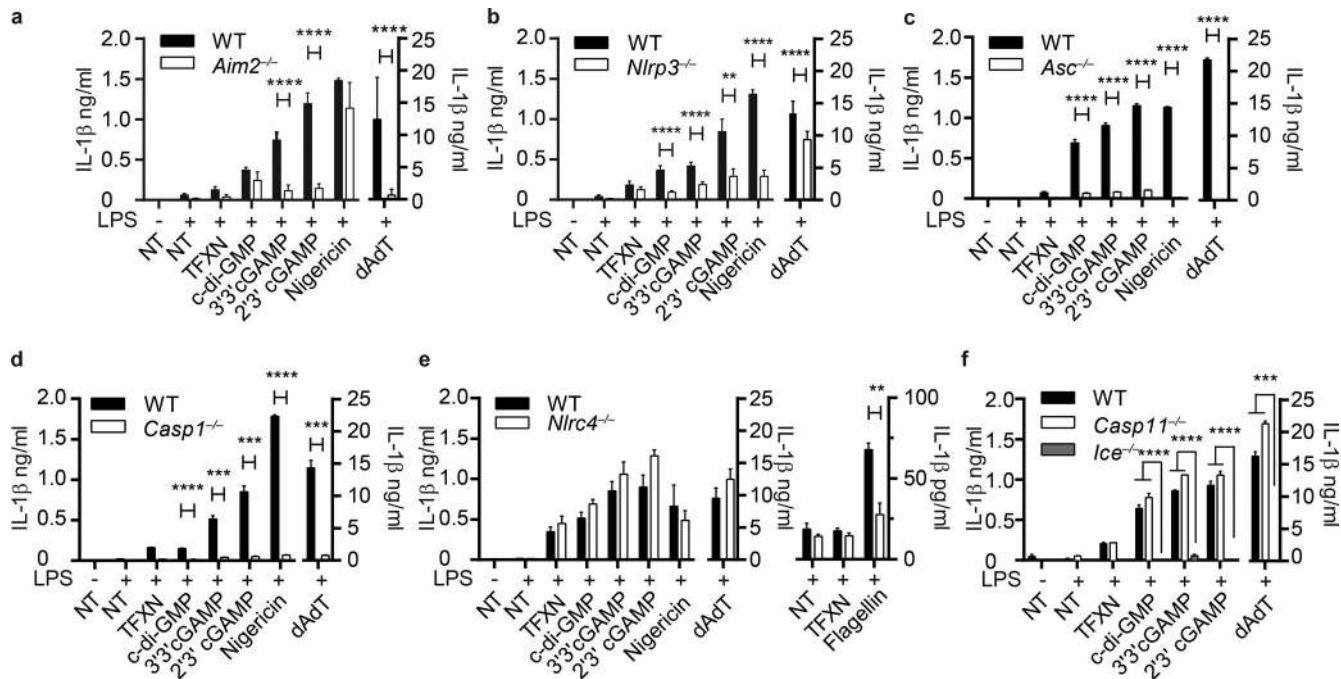 a
WT
Aim2–/–
****
****
****
IL-1β ng/ml
2.0
1.5
1.0
0.5
0
25
20
15
10
5
0
IL-1β ng/ml
LPS - + + + + + + +
NT
NT
TFXN
c-di-GMP
3'3'cGAMP
2'3' cGAMP
Nigericin
dAdT
b
WT
Nlrp3–/–
****
****
**
****
****
IL-1β ng/ml
2.0
1.5
1.0
0.5
0
25
20
15
10
5
0
IL-1β ng/ml
LPS - + + + + + + +
NT
NT
TFXN
c-di-GMP
3'3'cGAMP
2'3' cGAMP
Nigericin
dAdT
c
WT
Asc–/–
****
****
****
****
****
IL-1β ng/ml
2.0
1.5
1.0
0.5
0
25
20
15
10
5
0
IL-1β ng/ml
LPS - + + + + + + +
NT
NT
TFXN
c-di-GMP
3'3'cGAMP
2'3' cGAMP
Nigericin
dAdT
d
WT
Casp1–/–
****
***
***
****
***
IL-1β ng/ml
2.0
1.5
1.0
0.5
0
25
20
15
10
5
0
IL-1β ng/ml
LPS - + + + + + + +
NT
NT
TFXN
c-di-GMP
3'3'cGAMP
2'3' cGAMP
Nigericin
dAdT
e
WT
Nlrc4–/–
IL-1β ng/ml
2.0
1.5
1.0
0.5
0
25
20
15
10
5
0
IL-1β ng/ml
**
100
50
0
IL-1β pg/ml
LPS - + + + + + + + + + +
NT
NT
TFXN
c-di-GMP
3'3'cGAMP
2'3' cGAMP
Nigericin
dAdT
NT
TFXN
Flagellin
f
WT
Casp11–/–
Ice–/–
****
****
****
***
IL-1β ng/ml
2.0
1.5
1.0
0.5
0
25
20
15
10
5
0
IL-1β ng/ml
LPS - + + + + + +
NT
NT
TFXN
c-di-GMP
3'3'cGAMP
2'3' cGAMP
dAdT